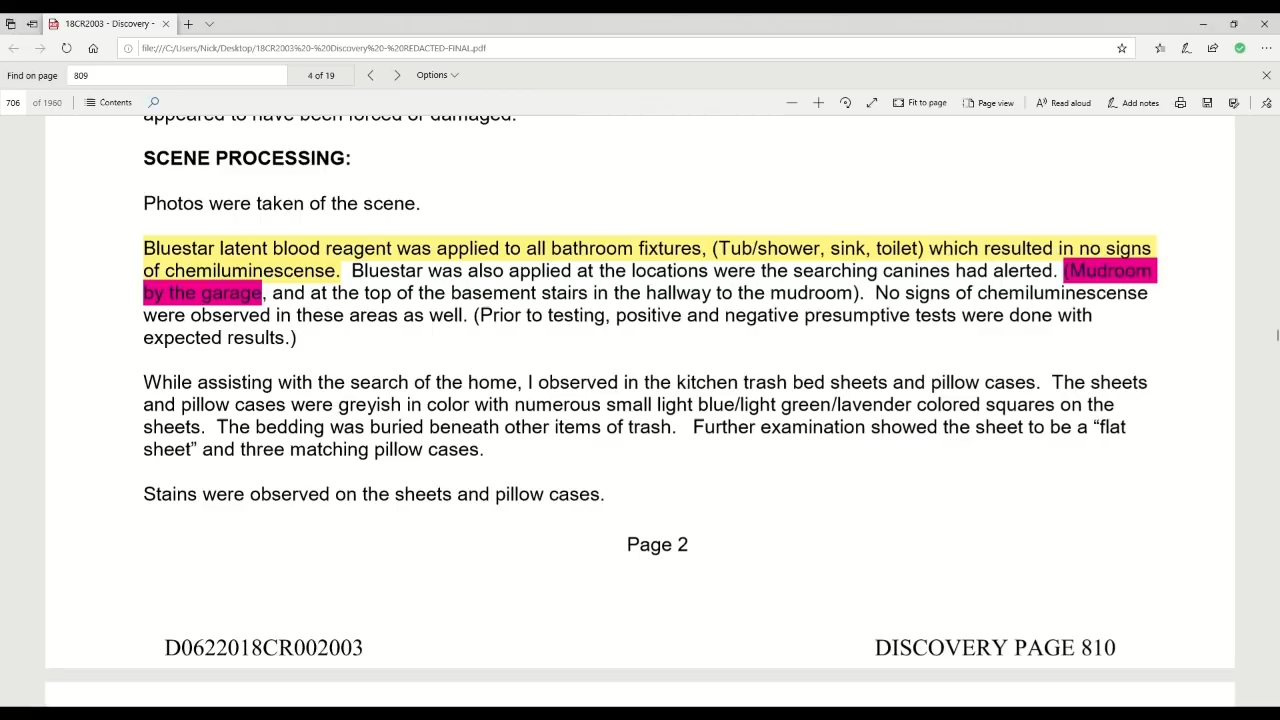 18CR2003 - Discovery -
file:///C:/Users/Nick/Desktop/18CR2003%20-%20Discovery%20-%20REDACTED-FINAL.pdf
Find on page 809 4 of 19 Options
706 of 1960 Contents Fit to page Page view Read aloud Add notes
appeared to have been forced or damaged.
SCENE PROCESSING:
Photos were taken of the scene.
Bluestar latent blood reagent was applied to all bathroom fixtures, (Tub/shower, sink, toilet) which resulted in no signs
of chemiluminescense. Bluestar was also applied at the locations were the searching canines had alerted. (Mudroom
by the garage, and at the top of the basement stairs in the hallway to the mudroom). No signs of chemiluminescense
were observed in these areas as well. (Prior to testing, positive and negative presumptive tests were done with
expected results.)
While assisting with the search of the home, I observed in the kitchen trash bed sheets and pillow cases. The sheets
and pillow cases were greyish in color with numerous small light blue/light green/lavender colored squares on the
sheets. The bedding was buried beneath other items of trash. Further examination showed the sheet to be a “flat
sheet” and three matching pillow cases.
Stains were observed on the sheets and pillow cases.
Page 2
D0622018CR002003 DISCOVERY PAGE 810